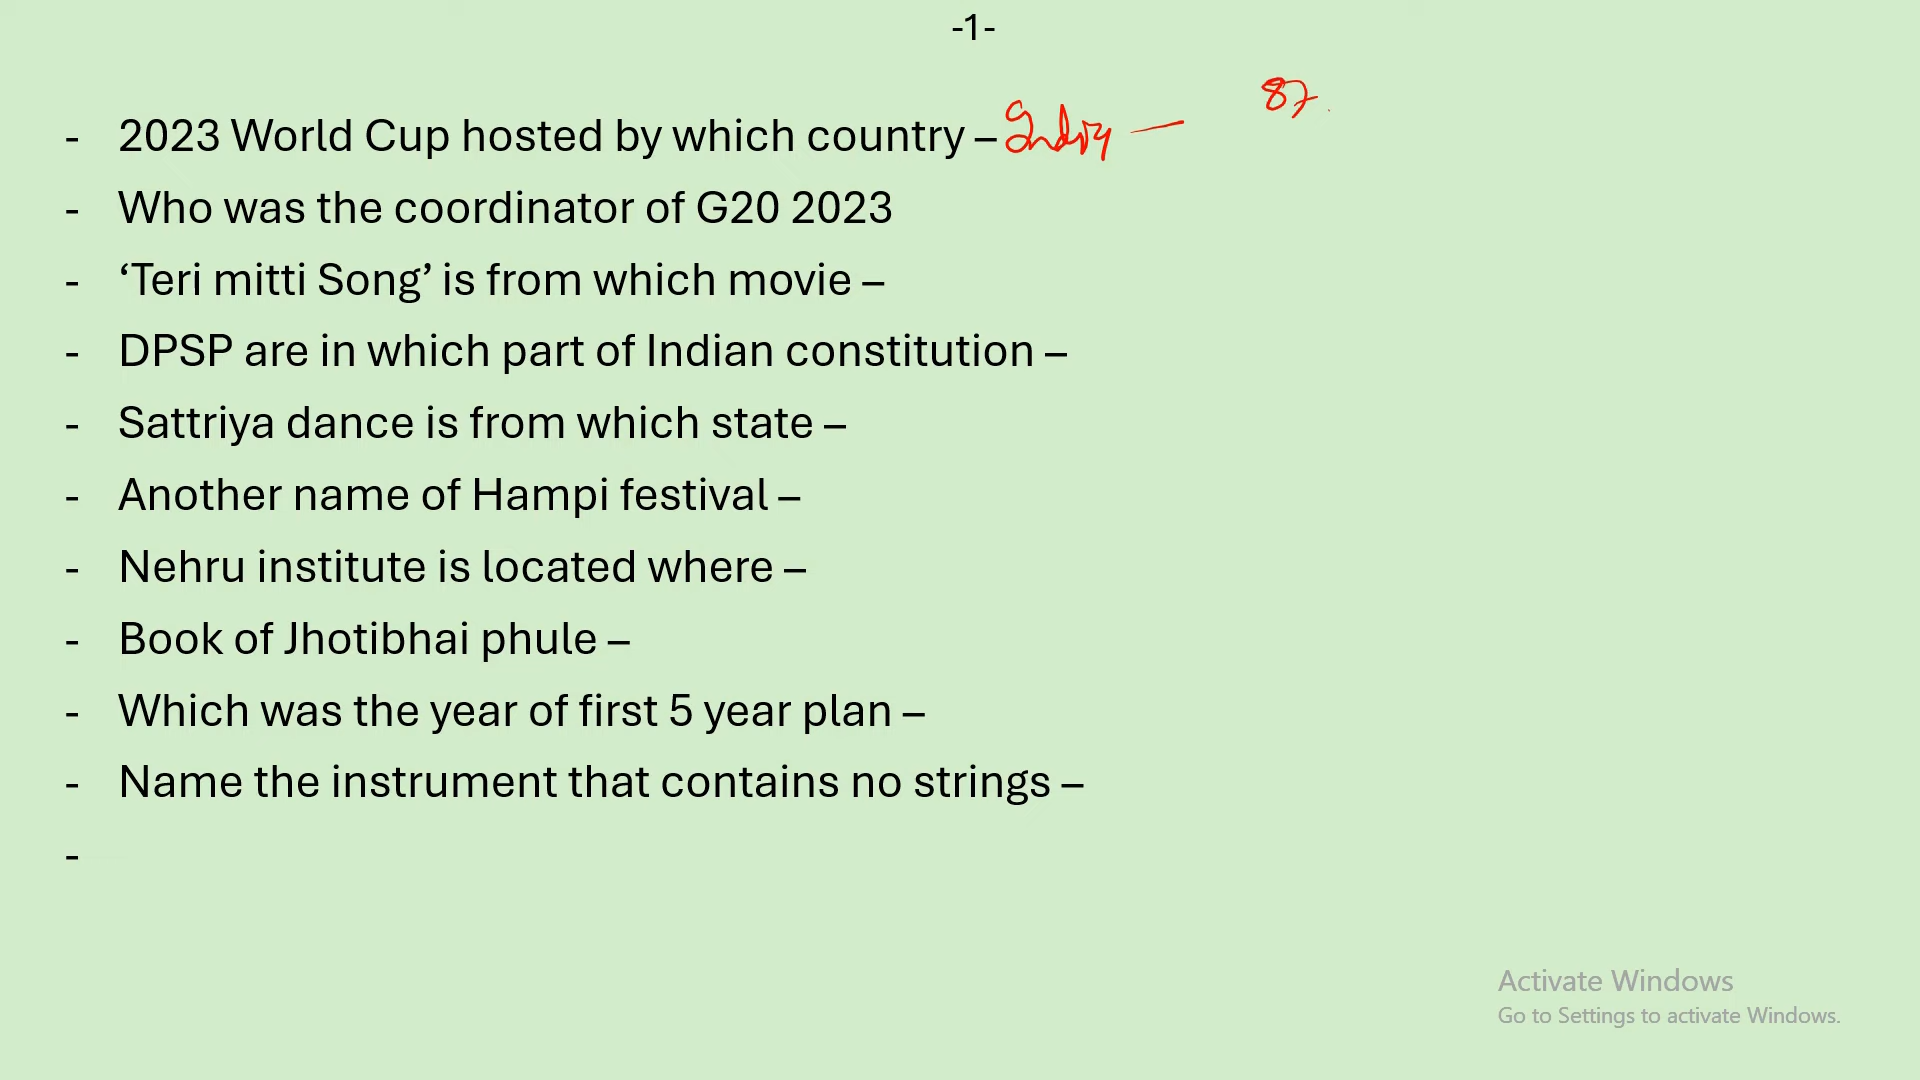 -1-
- 2023 World Cup hosted by which country – India — 87
- Who was the coordinator of G20 2023
- ‘Teri mitti Song’ is from which movie –
- DPSP are in which part of Indian constitution –
- Sattriya dance is from which state –
- Another name of Hampi festival –
- Nehru institute is located where –
- Book of Jhotibhai phule –
- Which was the year of first 5 year plan –
- Name the instrument that contains no strings –
-
Activate Windows
Go to Settings to activate Windows.